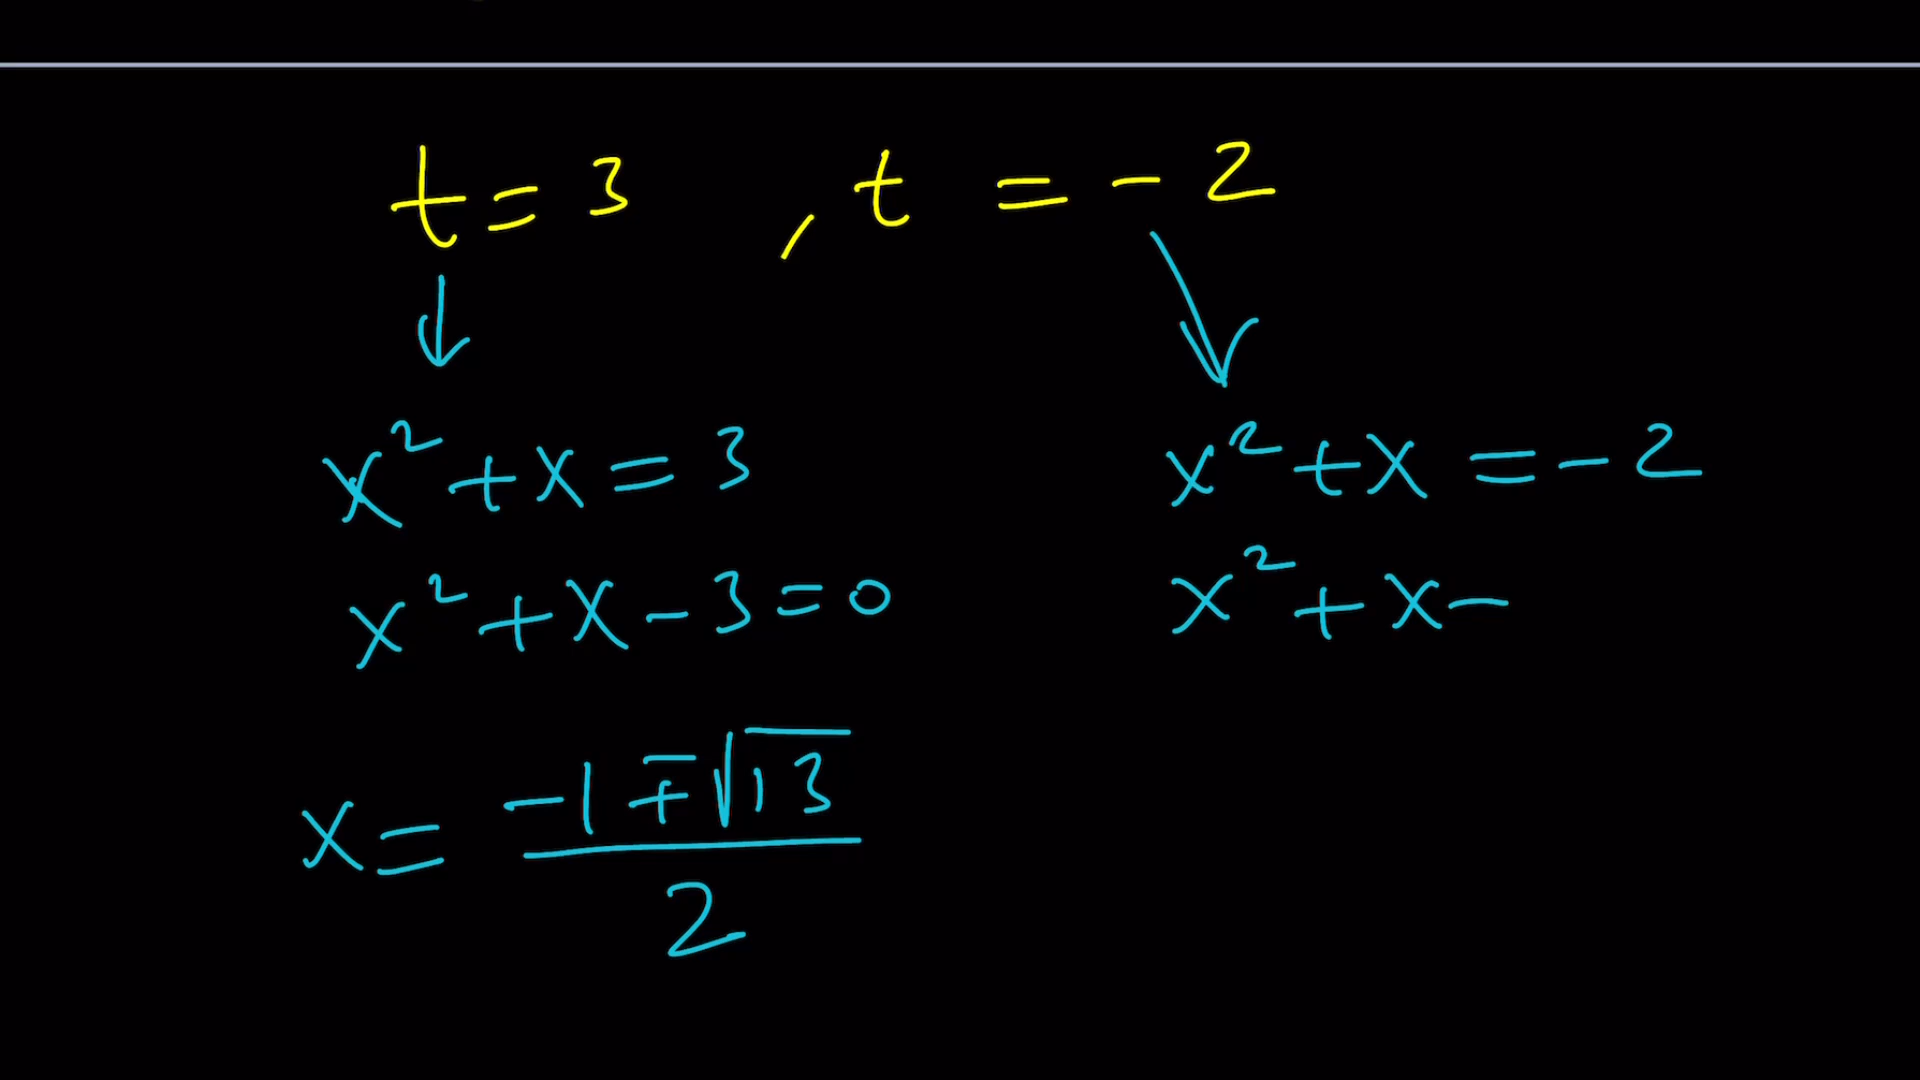 t = 3 , t = - 2
x² + x = 3
x² + x - 3 = 0
x = (-1 ∓ √13) / 2
x² + x = - 2
x² + x -